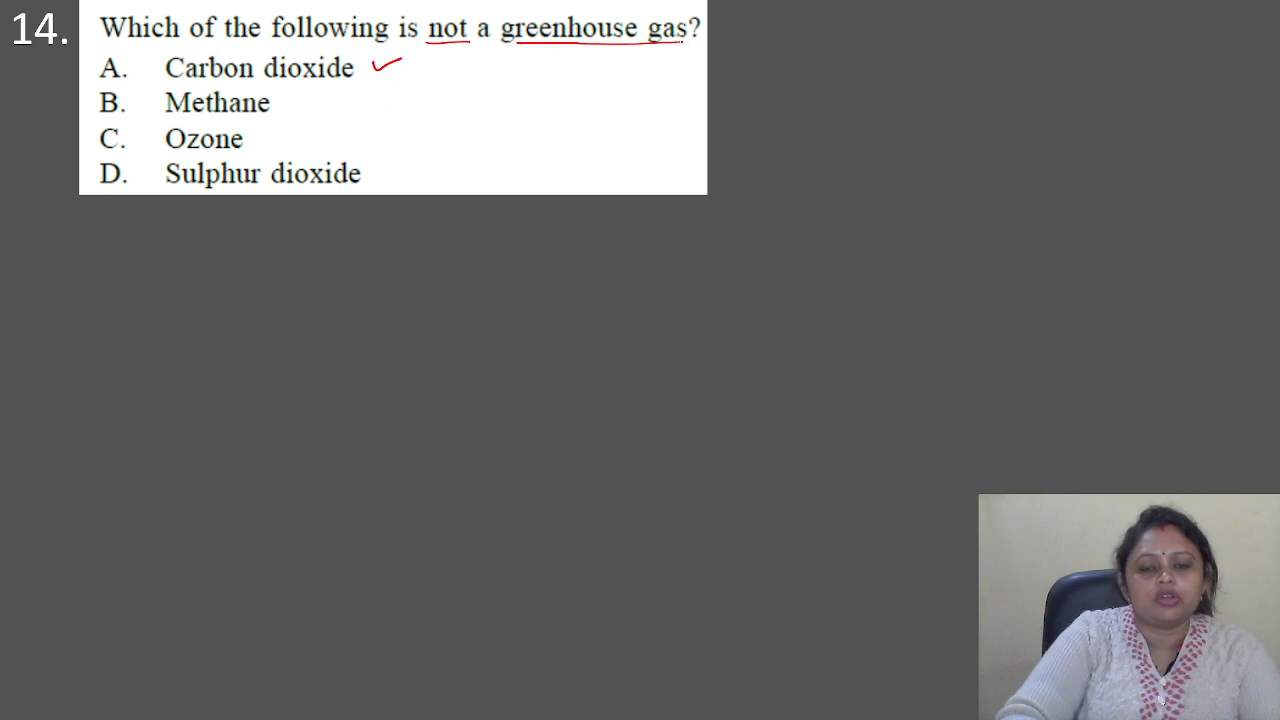 14. Which of the following is not a greenhouse gas?
A. Carbon dioxide
B. Methane
C. Ozone
D. Sulphur dioxide